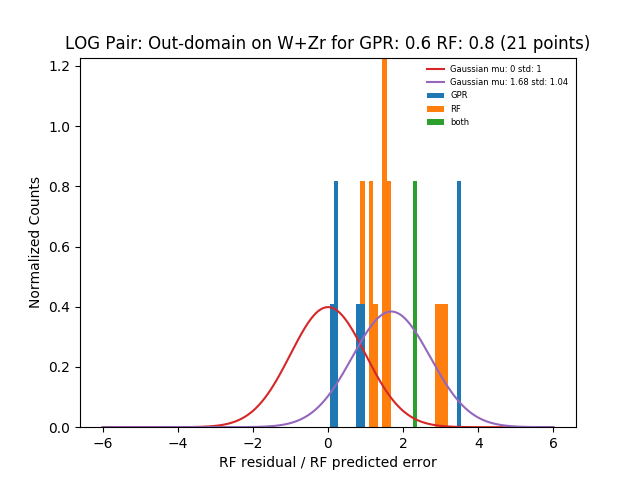 LOG Pair: Out-domain on W+Zr for GPR: 0.6 RF: 0.8 (21 points)
Gaussian mu: 0 std: 1
Gaussian mu: 1.68 std: 1.04
GPR
RF
both
Normalized Counts
1.2
1.0
0.8
0.6
0.4
0.2
0.0
−6 −4 −2 0 2 4 6
RF residual / RF predicted error